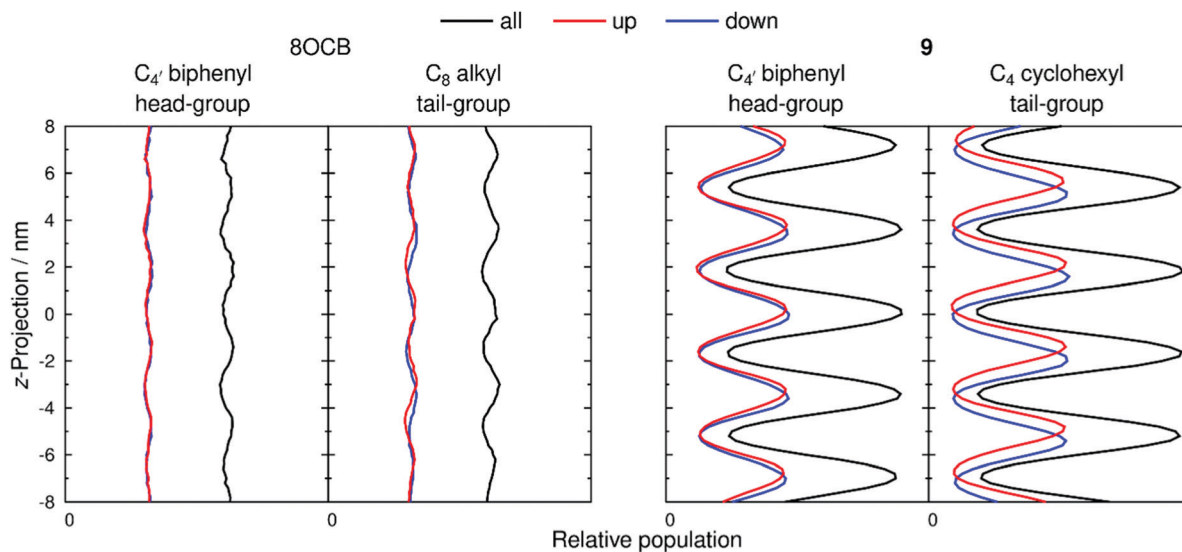 all up down
8OCB 9
C4′ biphenyl head-group
C8 alkyl tail-group
C4′ biphenyl head-group
C4 cyclohexyl tail-group
z-Projection / nm
8
6
4
2
0
-2
-4
-6
-8
0 0 0 0
Relative population